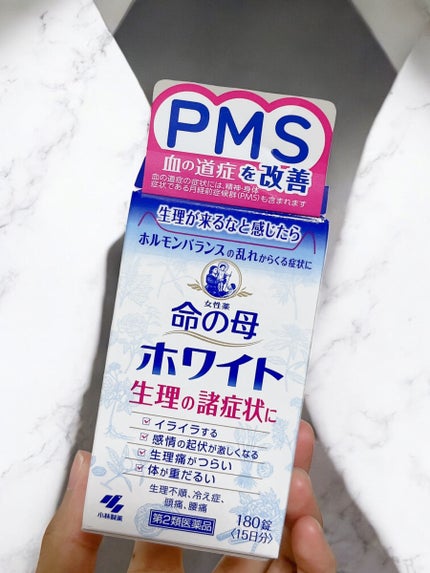 PMS
血の道症を改善
血の道症の症状には、精神・身体
症状である月経前症候群(PMS)も含まれます
生理が来るなと感じたら
ホルモンバランスの乱れからくる症状に
女性薬
命の母
ホワイト
生理の諸症状に
イライラする
感情の起伏が激しくなる
生理痛がつらい
体が重だるい
生理不順、冷え症、
頭痛、腰痛
小林製薬
第2類医薬品
180錠
〈15日分〉